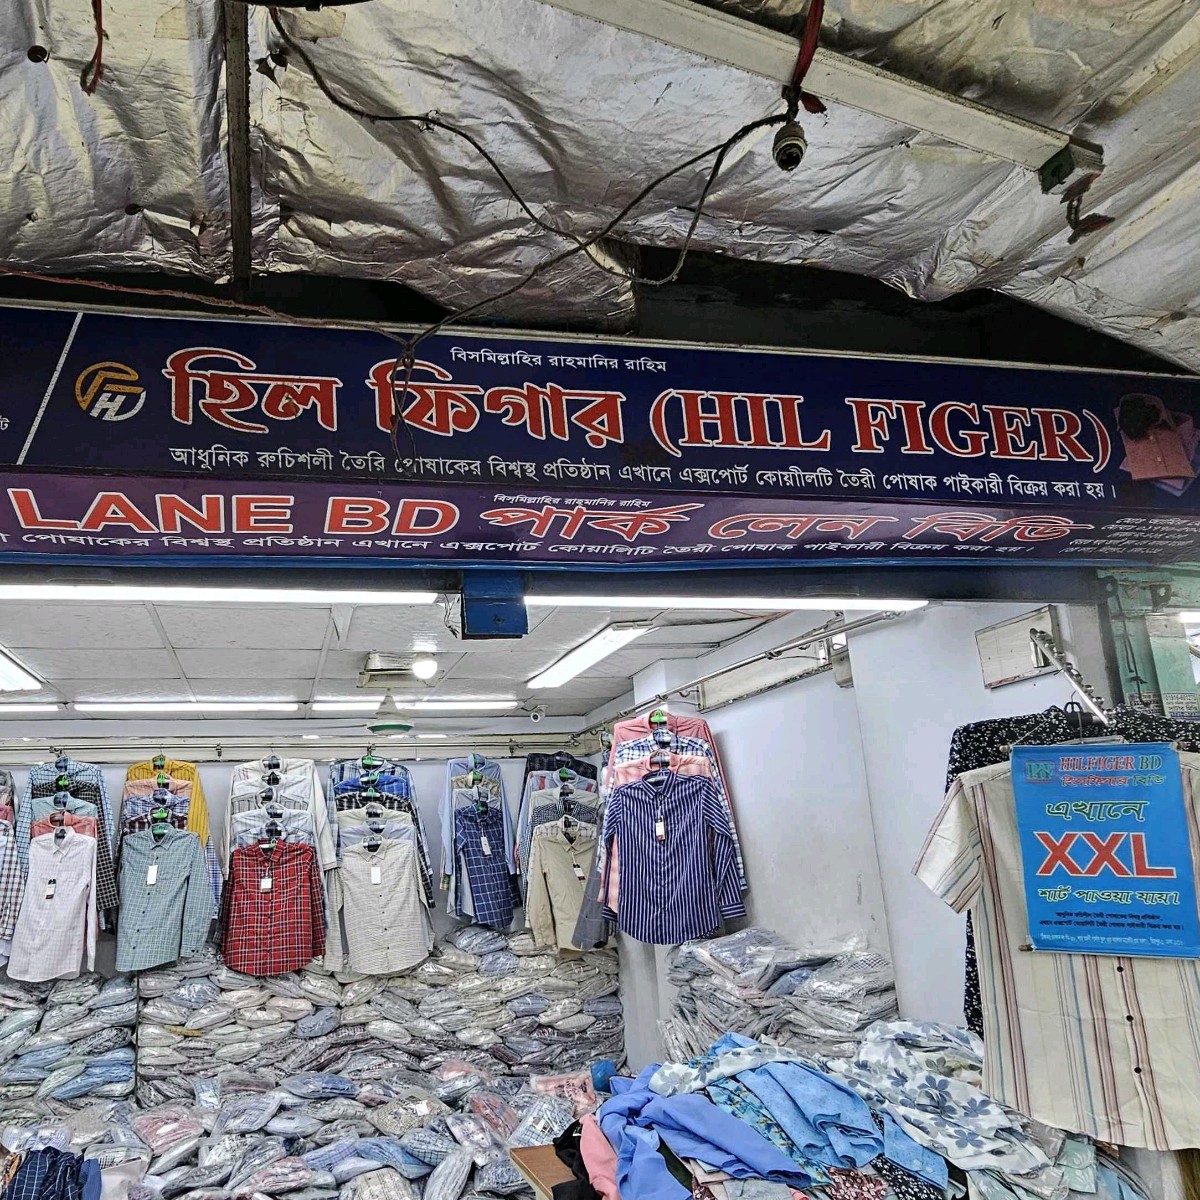 বিসমিল্লাহির রাহমানির রাহিম
হিল ফিগার (HIL FIGER)
আধুনিক রুচিশলী তৈরি পোষাকের বিশ্বস্থ প্রতিষ্ঠান এখানে এক্সপোর্ট কোয়ালীটি তৈরী পোষাক পাইকারী বিক্রয় করা হয়।
বিসমিল্লাহির রাহমানির রাহিম
LANE BD পার্ক লেন বিডি
পোষাকের বিশ্বস্থ প্রতিষ্ঠান এখানে এক্সপোর্ট কোয়ালিটি তৈরী পোষাক পাইকারী বিক্রয় করা হয়।
HILFIGER BD
হিলফিগার বিডি
এখানে
XXL
শার্ট পাওয়া যায়।